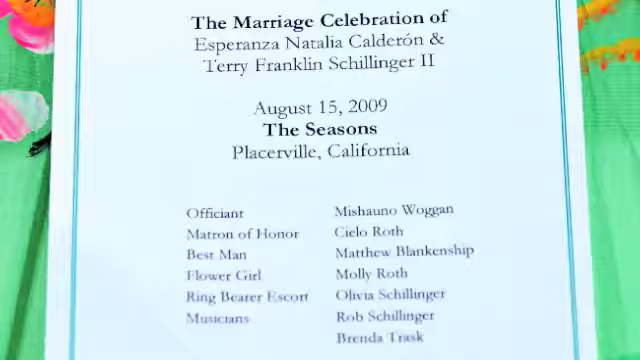 The Marriage Celebration of
Esperanza Natalia Calderón &
Terry Franklin Schillinger II
August 15, 2009
The Seasons
Placerville, California
Officiant Mishauno Woggan
Matron of Honor Cielo Roth
Best Man Matthew Blankenship
Flower Girl Molly Roth
Ring Bearer Escort Olivia Schillinger
Musicians Rob Schillinger
Brenda Trask